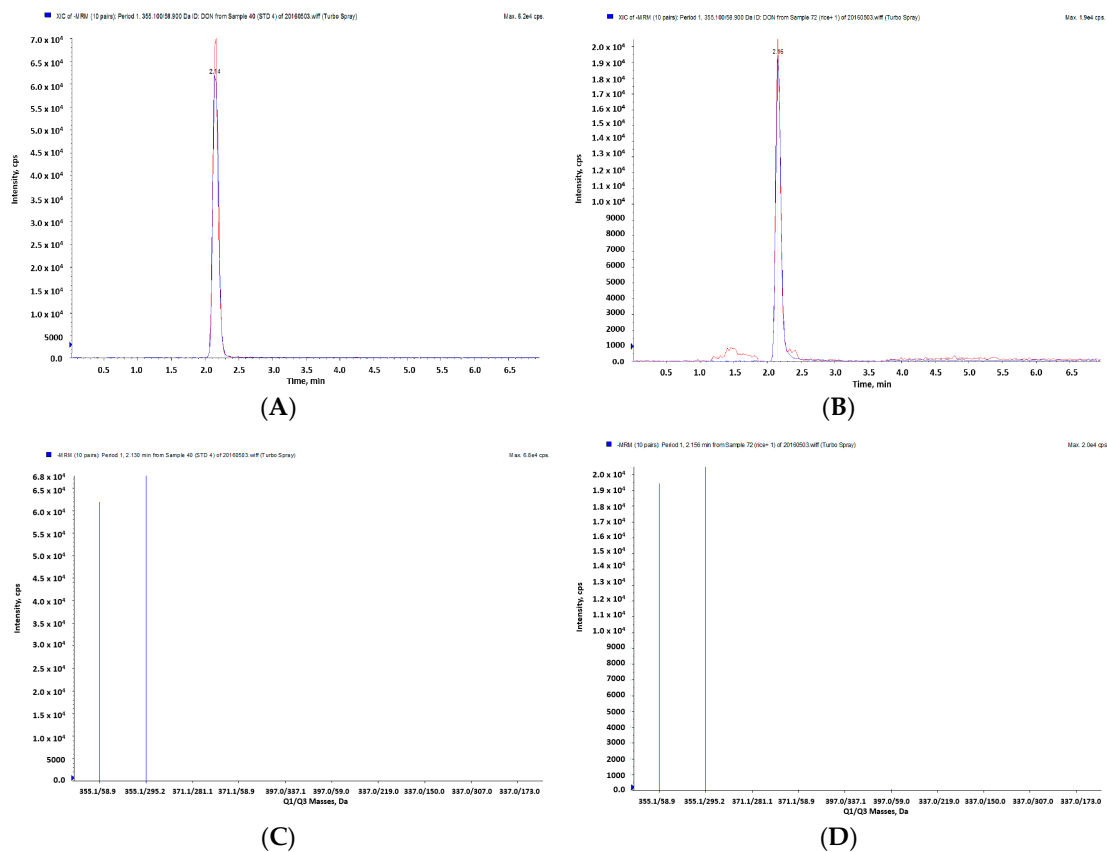 XIC of -MRM (10 pairs): Period 1, 355.100/58.900 Da ID: DON from Sample 40 (STD 4) of 20160503.wiff (Turbo Spray)
Max. 6.2e4 cps.
7.0 x 10⁴
6.5 x 10⁴
6.0 x 10⁴
5.5 x 10⁴
5.0 x 10⁴
4.5 x 10⁴
4.0 x 10⁴
3.5 x 10⁴
3.0 x 10⁴
2.5 x 10⁴
2.0 x 10⁴
1.5 x 10⁴
1.0 x 10⁴
5000
0.0
Intensity, cps
2.14
0.5 1.0 1.5 2.0 2.5 3.0 3.5 4.0 4.5 5.0 5.5 6.0 6.5
Time, min
(A)
XIC of -MRM (10 pairs): Period 1, 355.100/58.900 Da ID: DON from Sample 72 (rice+ 1) of 20160503.wiff (Turbo Spray)
Max. 1.9e4 cps.
2.0 x 10⁴
1.9 x 10⁴
1.8 x 10⁴
1.7 x 10⁴
1.6 x 10⁴
1.5 x 10⁴
1.4 x 10⁴
1.3 x 10⁴
1.2 x 10⁴
1.1 x 10⁴
1.0 x 10⁴
9000
8000
7000
6000
5000
4000
3000
2000
1000
0.0
Intensity, cps
2.16
0.5 1.0 1.5 2.0 2.5 3.0 3.5 4.0 4.5 5.0 5.5 6.0 6.5
Time, min
(B)
-MRM (10 pairs): Period 1, 2.130 min from Sample 40 (STD 4) of 20160503.wiff (Turbo Spray)
Max. 6.8e4 cps.
6.8 x 10⁴
6.5 x 10⁴
6.0 x 10⁴
5.5 x 10⁴
5.0 x 10⁴
4.5 x 10⁴
4.0 x 10⁴
3.5 x 10⁴
3.0 x 10⁴
2.5 x 10⁴
2.0 x 10⁴
1.5 x 10⁴
1.0 x 10⁴
5000
0.0
Intensity, cps
355.1/58.9 355.1/295.2 371.1/281.1 371.1/58.9 397.0/337.1 397.0/59.0 337.0/219.0 337.0/150.0 337.0/307.0 337.0/173.0
Q1/Q3 Masses, Da
(C)
-MRM (10 pairs): Period 1, 2.156 min from Sample 72 (rice+ 1) of 20160503.wiff (Turbo Spray)
Max. 2.0e4 cps.
2.0 x 10⁴
1.9 x 10⁴
1.8 x 10⁴
1.7 x 10⁴
1.6 x 10⁴
1.5 x 10⁴
1.4 x 10⁴
1.3 x 10⁴
1.2 x 10⁴
1.1 x 10⁴
1.0 x 10⁴
9000
8000
7000
6000
5000
4000
3000
2000
1000
0.0
Intensity, cps
355.1/58.9 355.1/295.2 371.1/281.1 371.1/58.9 397.0/337.1 397.0/59.0 337.0/219.0 337.0/150.0 337.0/307.0 337.0/173.0
Q1/Q3 Masses, Da
(D)